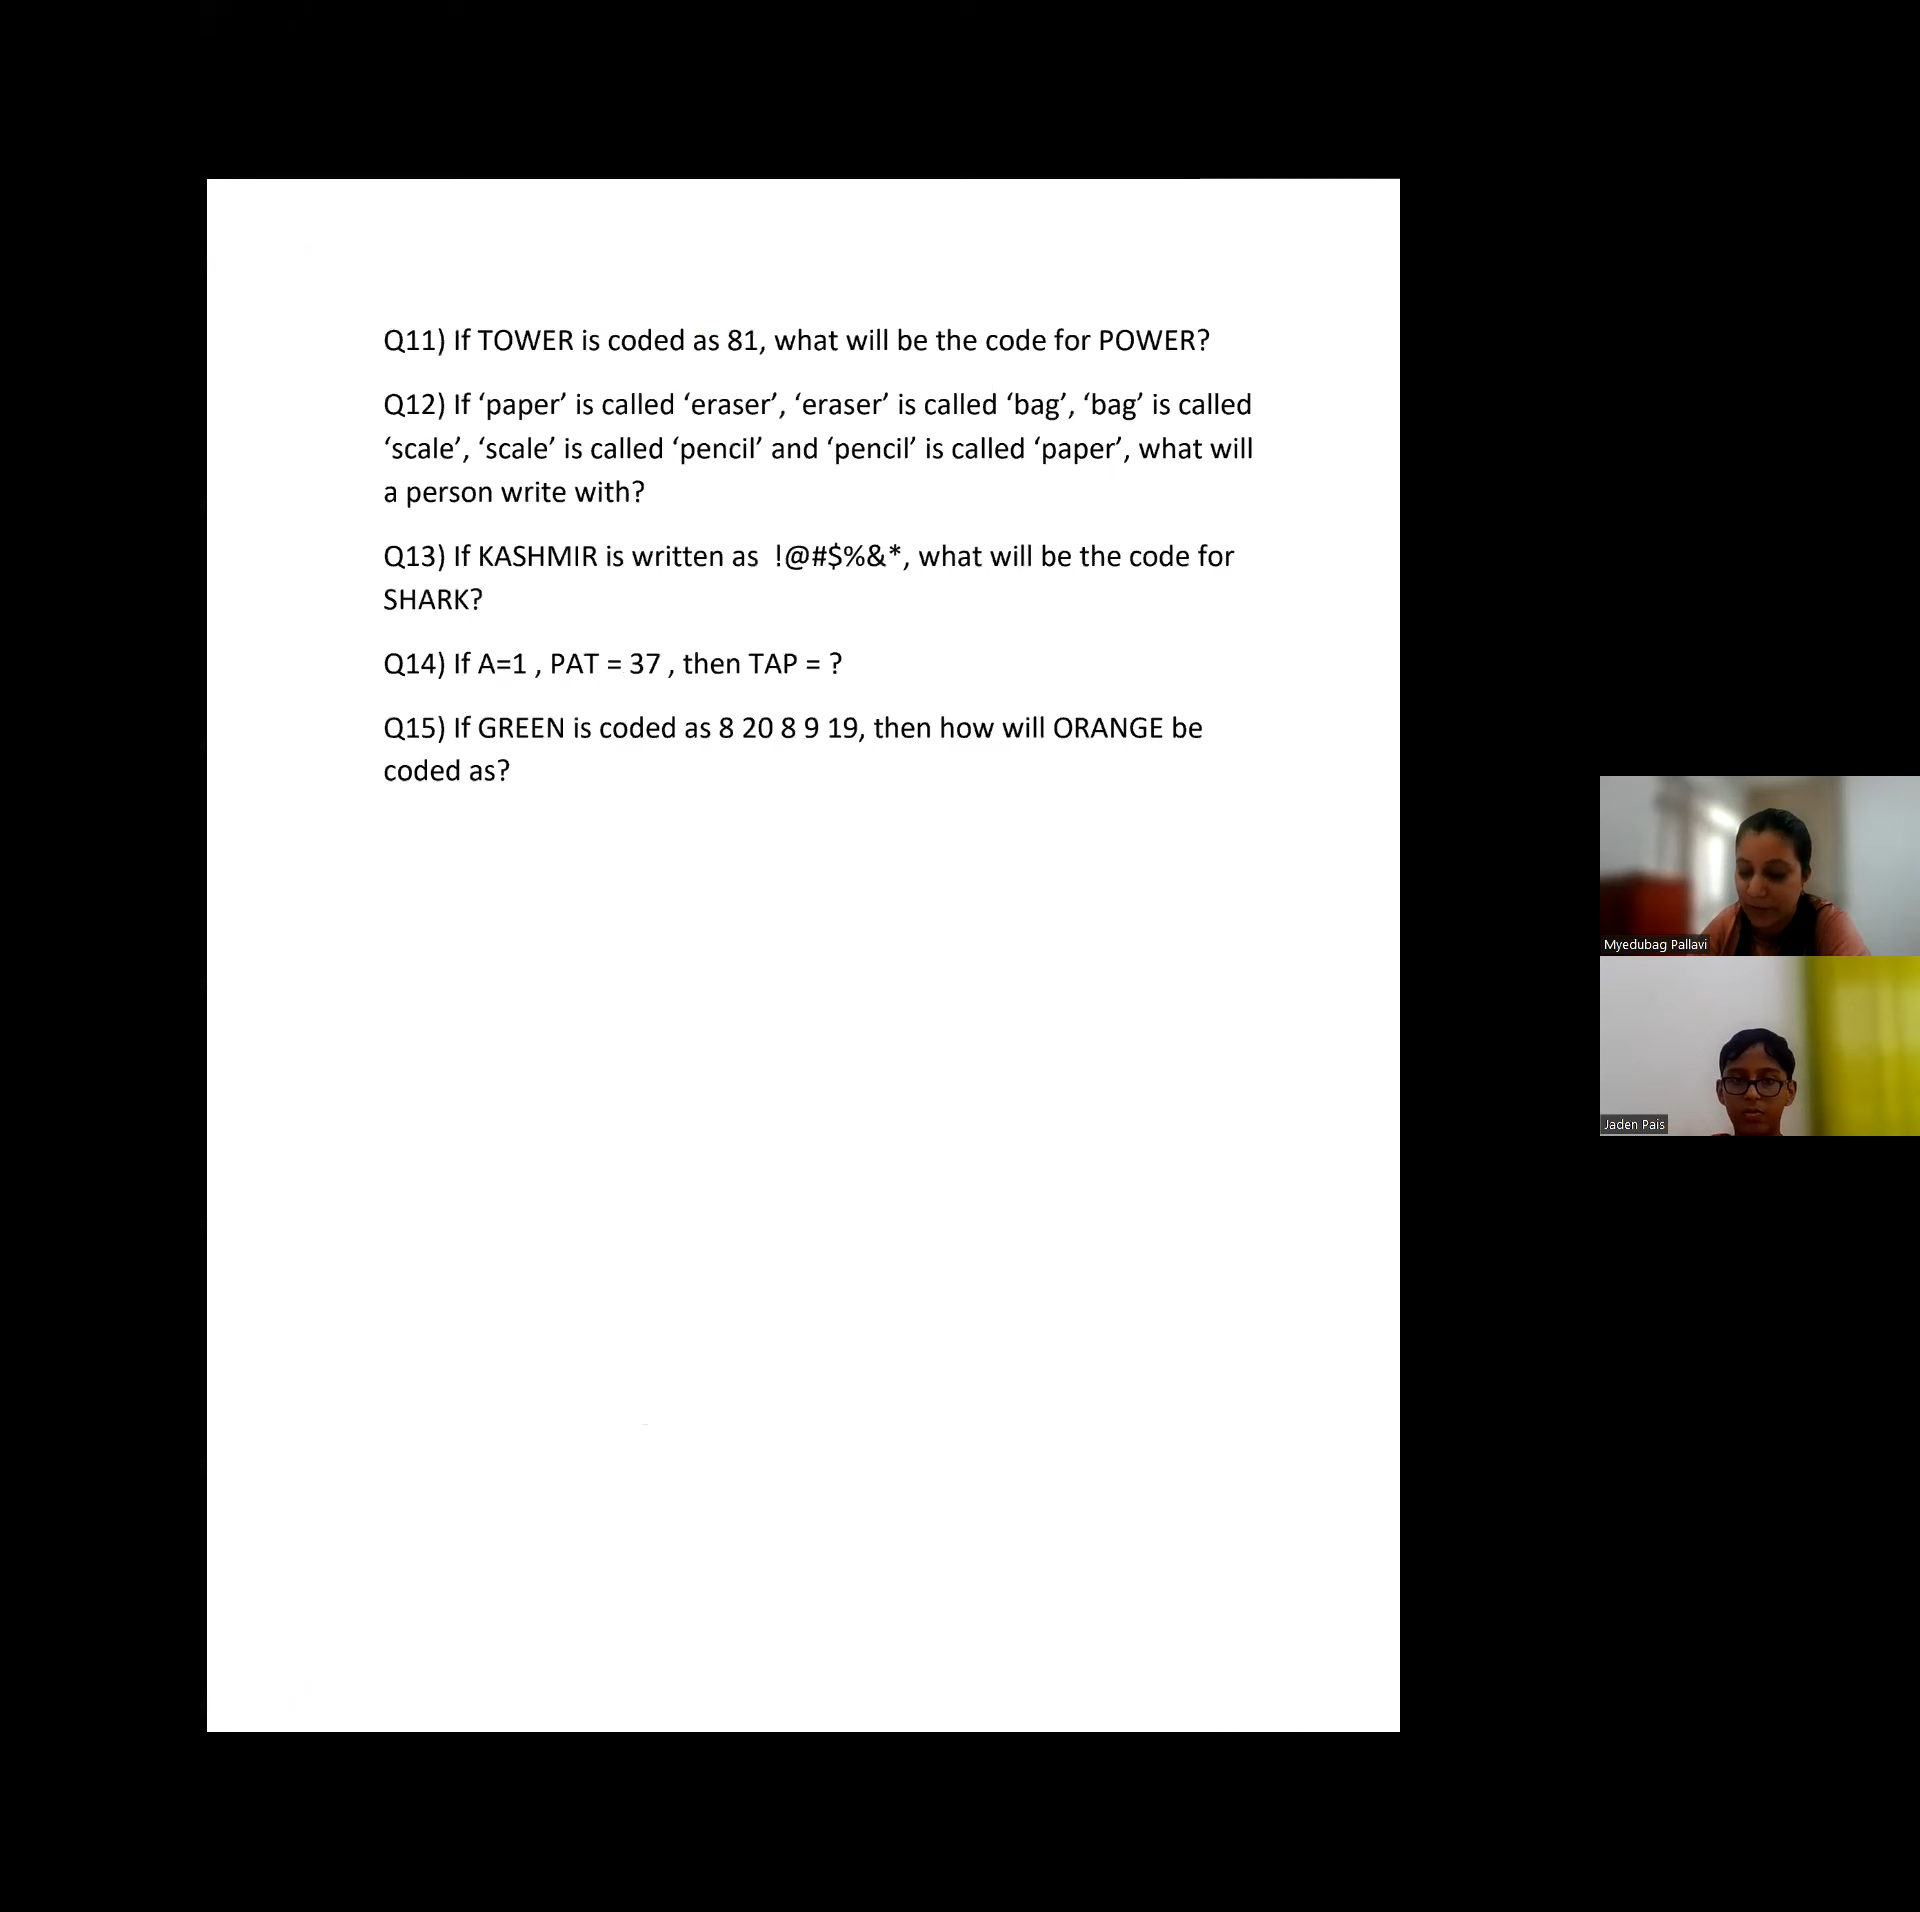 Q11) If TOWER is coded as 81, what will be the code for POWER?
Q12) If ‘paper’ is called ‘eraser’, ‘eraser’ is called ‘bag’, ‘bag’ is called
‘scale’, ‘scale’ is called ‘pencil’ and ‘pencil’ is called ‘paper’, what will
a person write with?
Q13) If KASHMIR is written as  !@#$%&*, what will be the code for
SHARK?
Q14) If A=1 , PAT = 37 , then TAP = ?
Q15) If GREEN is coded as 8 20 8 9 19, then how will ORANGE be
coded as?
Myedubag Pallavi
Jaden Pais